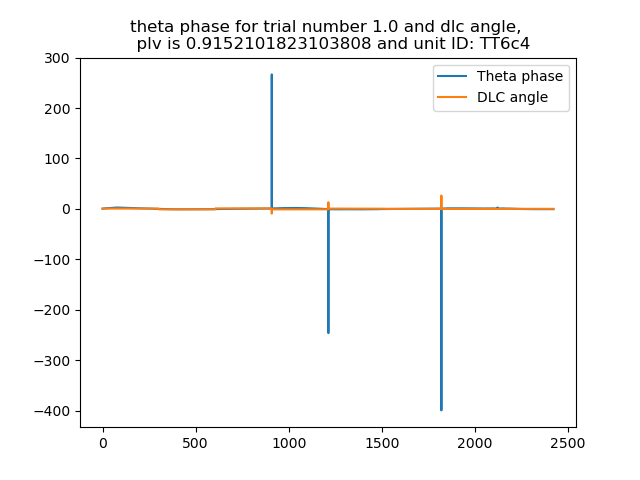 theta phase for trial number 1.0 and dlc angle,
plv is 0.9152101823103808 and unit ID: TT6c4
Theta phase
DLC angle
300
200
100
0
−100
−200
−300
−400
0 500 1000 1500 2000 2500